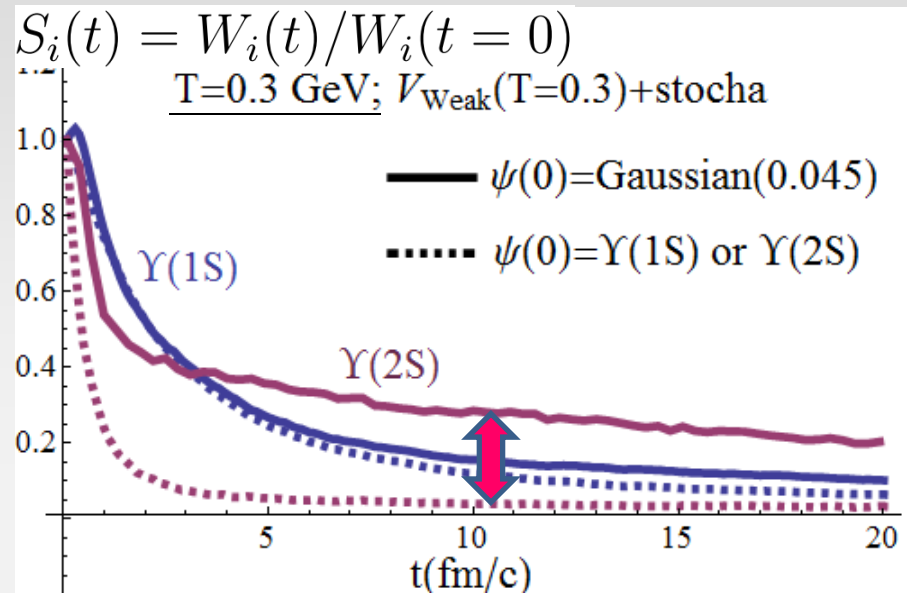 S_i(t) = W_i(t)/W_i(t = 0)
T=0.3 GeV; V_Weak(T=0.3)+stocha
1.0
ψ(0)=Gaussian(0.045)
0.8
ψ(0)=ϒ(1S) or ϒ(2S)
ϒ(1S)
0.6
0.4
ϒ(2S)
0.2
5 10 15 20
t(fm/c)